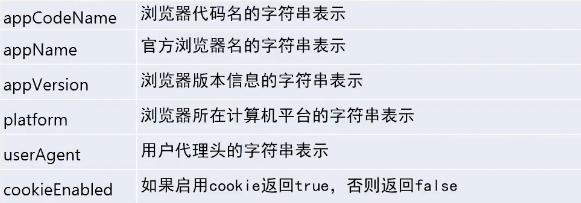 appCodeName 浏览器代码名的字符串表示
appName 官方浏览器名的字符串表示
appVersion 浏览器版本信息的字符串表示
platform 浏览器所在计算机平台的字符串表示
userAgent 用户代理头的字符串表示
cookieEnabled 如果启用cookie返回true，否则返回false